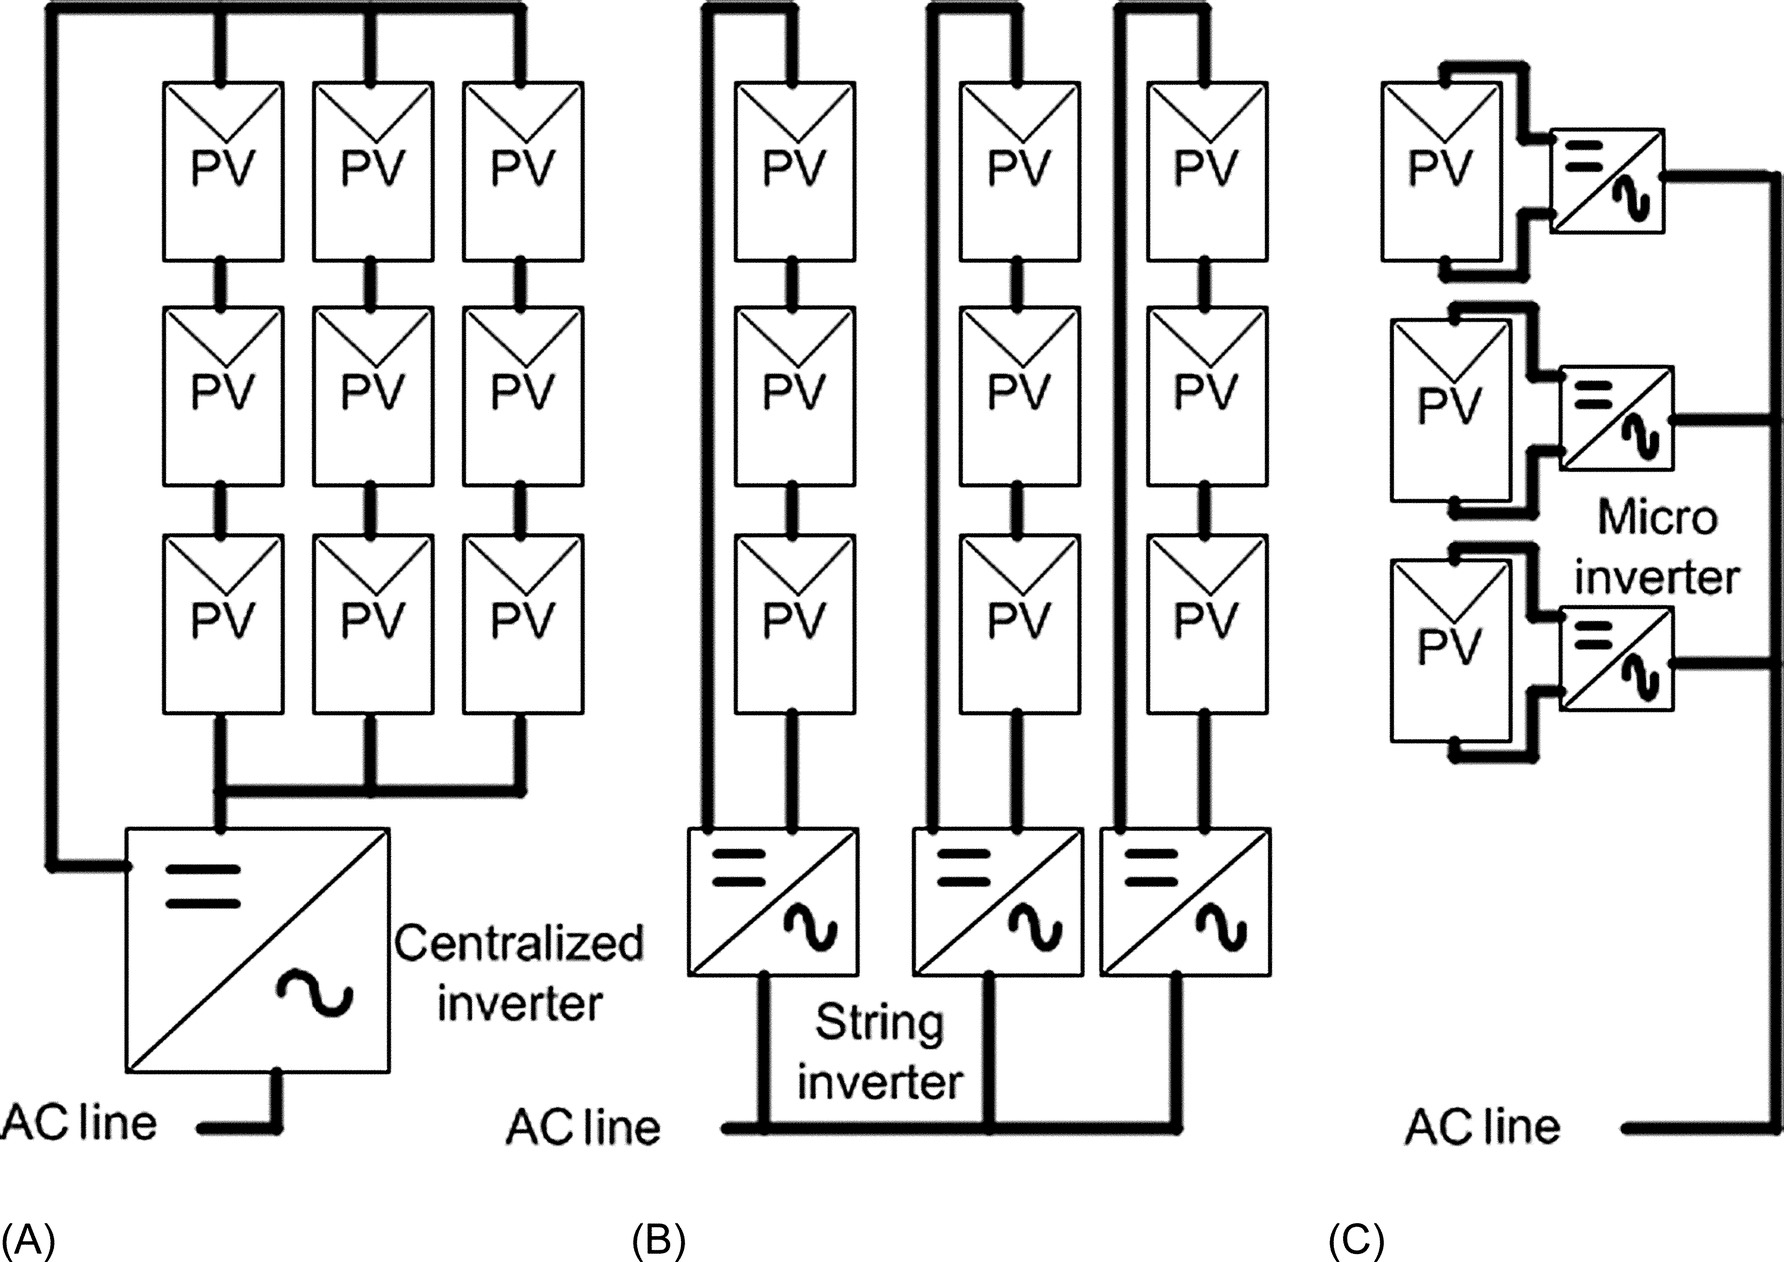 PV PV PV PV PV PV PV
PV PV PV PV PV PV PV
Micro
inverter
PV PV PV PV PV PV PV
Centralized
inverter
String
inverter
AC line AC line AC line
(A) (B) (C)